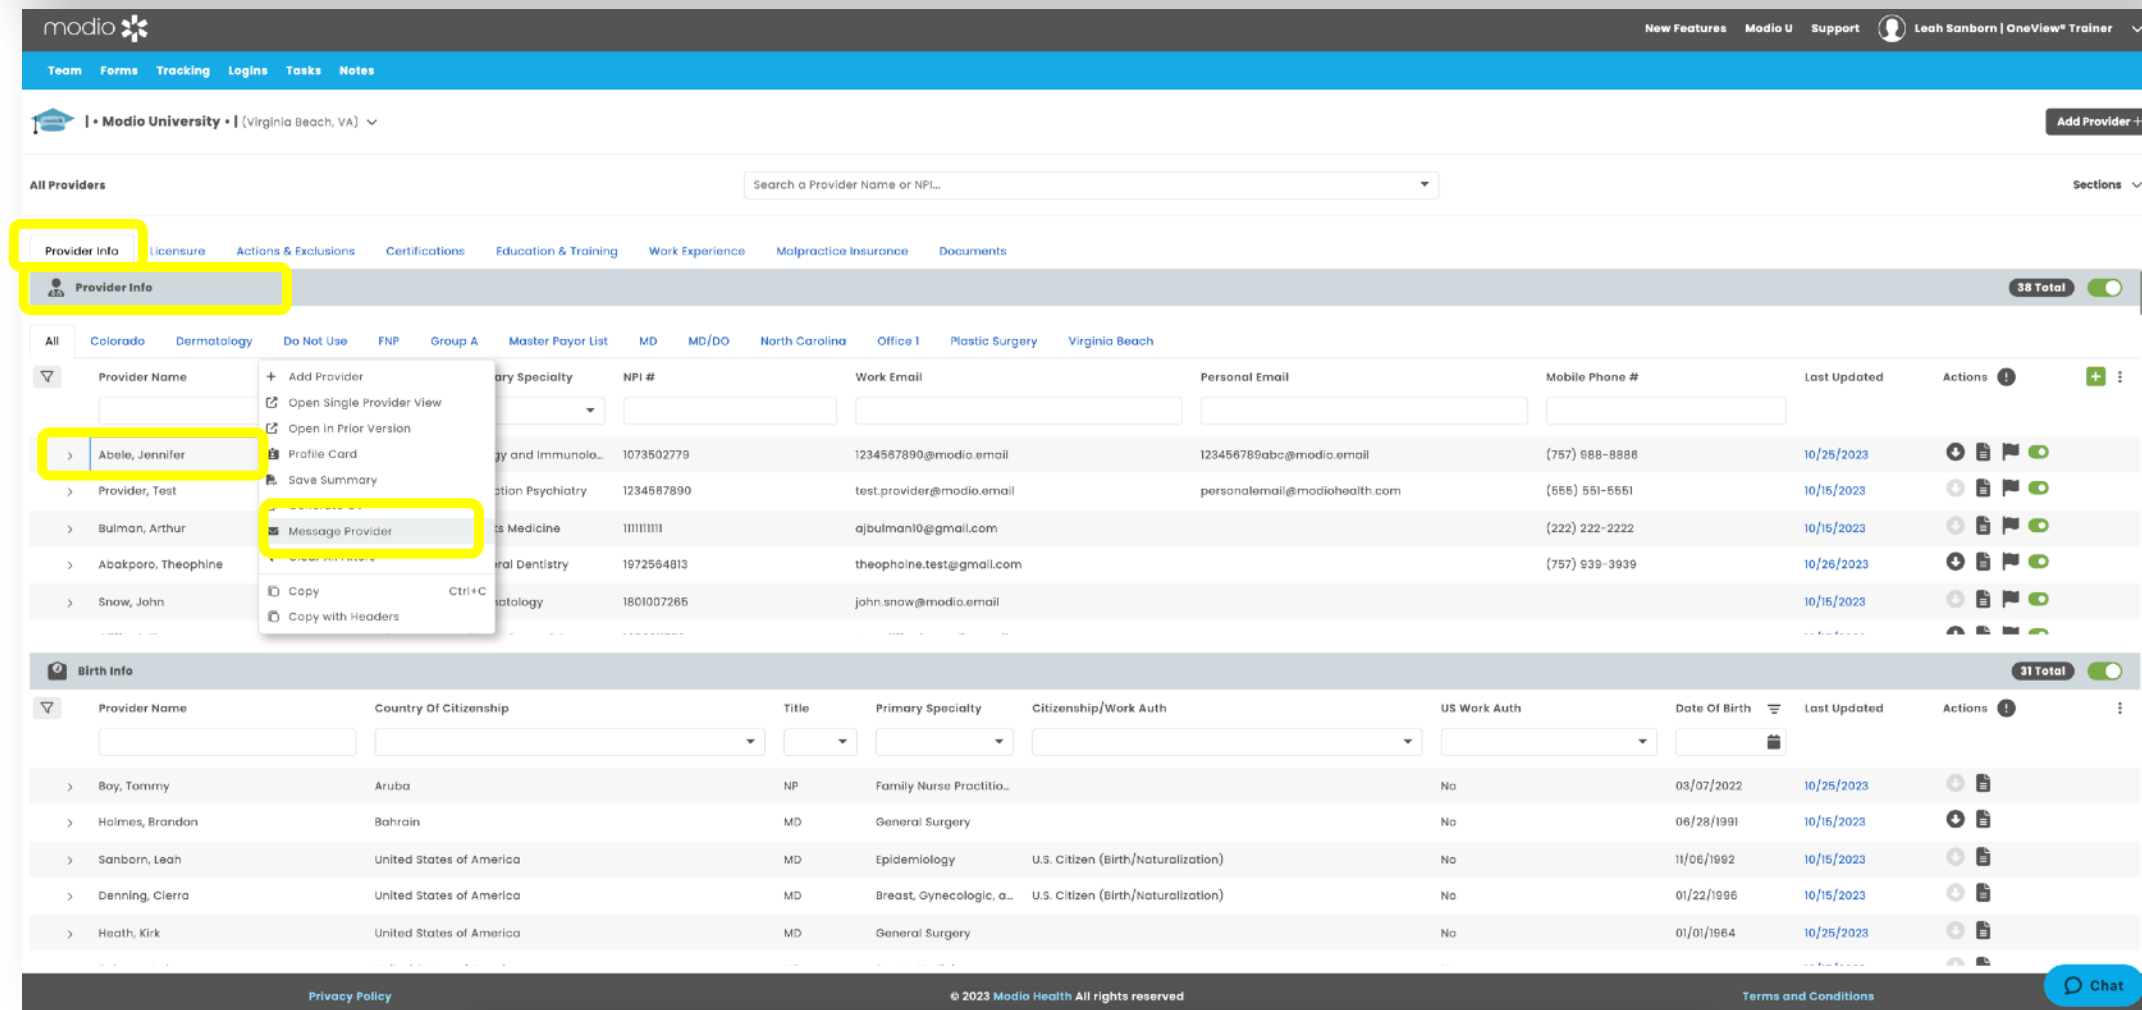 modio
New Features Modio U Support Leah Sanborn | OneView® Trainer
Team Forms Tracking Logins Tasks Notes
| • Modio University • | (Virginia Beach, VA)
Add Provider +
All Providers
Search a Provider Name or NPI...
Sections
Provider Info Licensure Actions & Exclusions Certifications Education & Training Work Experience Malpractice Insurance Documents
Provider Info
38 Total
All Colorado Dermatology Do Not Use FNP Group A Master Payor List MD MD/DO North Carolina Office 1 Plastic Surgery Virginia Beach
Provider Name
+ Add Provider
Open Single Provider View
Open in Prior Version
Profile Card
Save Summary
Message Provider
Clear All Filters
Copy Ctrl+C
Copy with Headers
ary Specialty NPI # Work Email Personal Email Mobile Phone # Last Updated Actions
Abele, Jennifer gy and Immunolo... 1073502779 1234567890@modio.email 123456789abc@modio.email (757) 988-8886 10/25/2023
Provider, Test ction Psychiatry 1234567890 test.provider@modio.email personalemail@modiohealth.com (555) 551-5551 10/15/2023
Bulman, Arthur ts Medicine 1111111111 ajbulman10@gmail.com (222) 222-2222 10/15/2023
Abakporo, Theophine ral Dentistry 1972564813 theophoine.test@gmail.com (757) 939-3939 10/26/2023
Snow, John natology 1801007265 john.snow@modio.email 10/15/2023
Birth Info
31 Total
Provider Name Country Of Citizenship Title Primary Specialty Citizenship/Work Auth US Work Auth Date Of Birth Last Updated Actions
Boy, Tommy Aruba NP Family Nurse Practitio... No 03/07/2022 10/25/2023
Holmes, Brandon Bahrain MD General Surgery No 06/28/1991 10/15/2023
Sanborn, Leah United States of America MD Epidemiology U.S. Citizen (Birth/Naturalization) No 11/06/1992 10/15/2023
Denning, Cierra United States of America MD Breast, Gynecologic, a... U.S. Citizen (Birth/Naturalization) No 01/22/1996 10/15/2023
Heath, Kirk United States of America MD General Surgery No 01/01/1964 10/25/2023
Privacy Policy © 2023 Modio Health All rights reserved Terms and Conditions
Chat